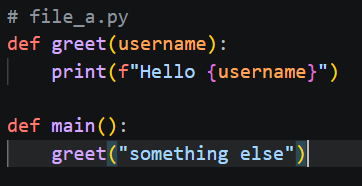 # file_a.py
def greet(username):
    print(f"Hello {username}")

def main():
    greet("something else")